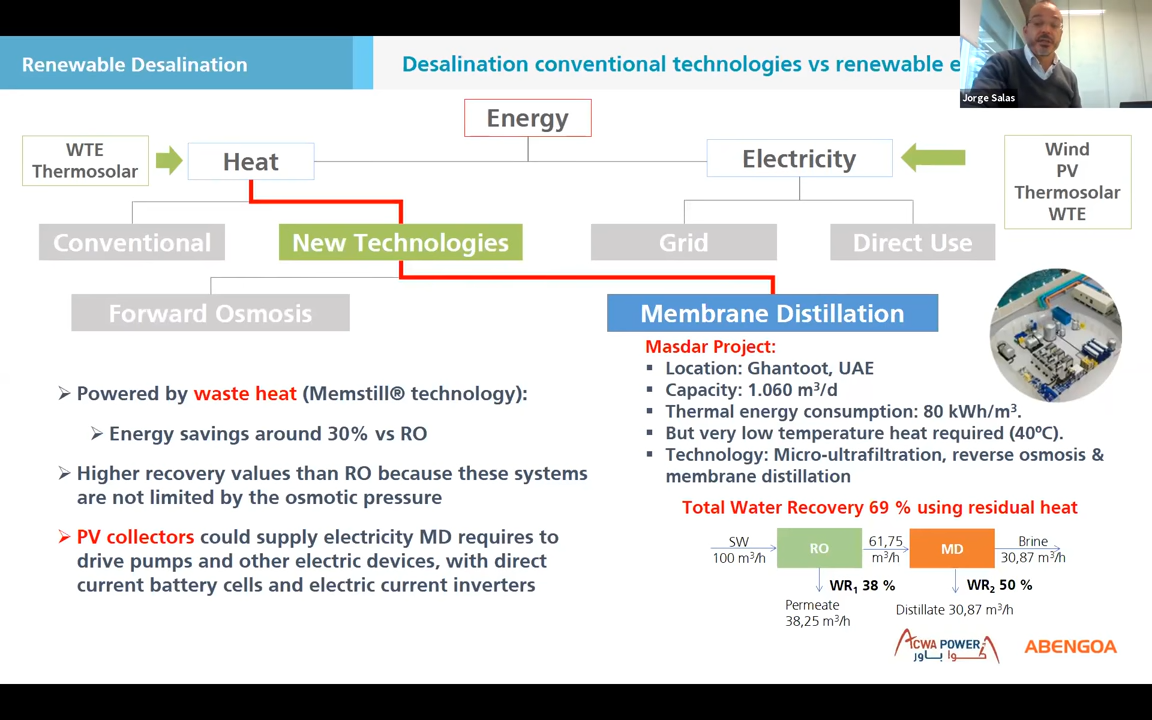 Renewable Desalination
Desalination conventional technologies vs renewable e
Jorge Salas
Energy
WTE
Thermosolar
Heat
Electricity
Wind
PV
Thermosolar
WTE
Conventional
New Technologies
Grid
Direct Use
Forward Osmosis
Membrane Distillation
Powered by waste heat (Memstill® technology):
Energy savings around 30% vs RO
Higher recovery values than RO because these systems
are not limited by the osmotic pressure
PV collectors could supply electricity MD requires to
drive pumps and other electric devices, with direct
current battery cells and electric current inverters
Masdar Project:
Location: Ghantoot, UAE
Capacity: 1.060 m³/d
Thermal energy consumption: 80 kWh/m³.
But very low temperature heat required (40ºC).
Technology: Micro-ultrafiltration, reverse osmosis &
membrane distillation
Total Water Recovery 69 % using residual heat
SW
100 m³/h
RO
61,75
m³/h
MD
Brine
30,87 m³/h
WR₁ 38 %
WR₂ 50 %
Permeate
38,25 m³/h
Distillate 30,87 m³/h
ACWA POWER
أكوا باور
ABENGOA